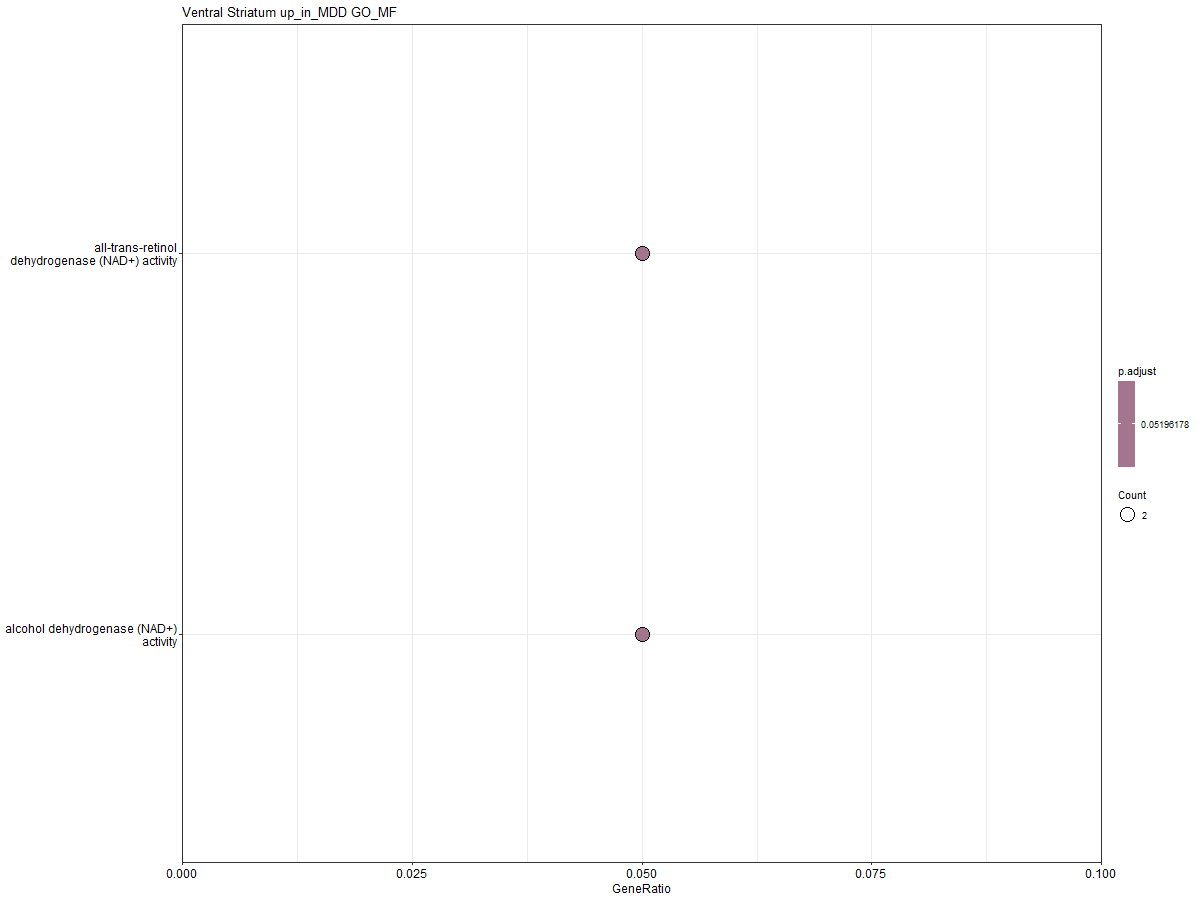 Ventral Striatum up_in_MDD GO_MF
all-trans-retinol
dehydrogenase (NAD+) activity
alcohol dehydrogenase (NAD+)
activity
0.000
0.025
0.050
0.075
0.100
GeneRatio
p.adjust
0.05196178
Count
2